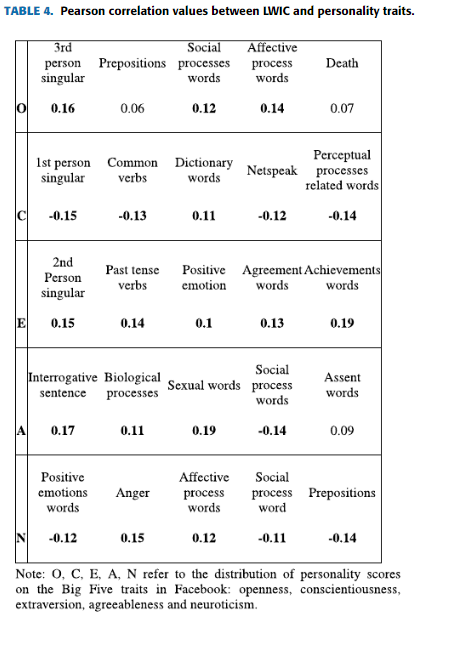 TABLE 4. Pearson correlation values between LWIC and personality traits.
3rd person singular Prepositions Social processes words Affective process words Death
O 0.16 0.06 0.12 0.14 0.07
1st person singular Common verbs Dictionary words Netspeak Perceptual processes related words
C -0.15 -0.13 0.11 -0.12 -0.14
2nd Person singular Past tense verbs Positive emotion Agreement words Achievements words
E 0.15 0.14 0.1 0.13 0.19
Interrogative sentence Biological processes Sexual words Social process words Assent words
A 0.17 0.11 0.19 -0.14 0.09
Positive emotions words Anger Affective process words Social process word Prepositions
N -0.12 0.15 0.12 -0.11 -0.14
Note: O, C, E, A, N refer to the distribution of personality scores
on the Big Five traits in Facebook: openness, conscientiousness,
extraversion, agreeableness and neuroticism.